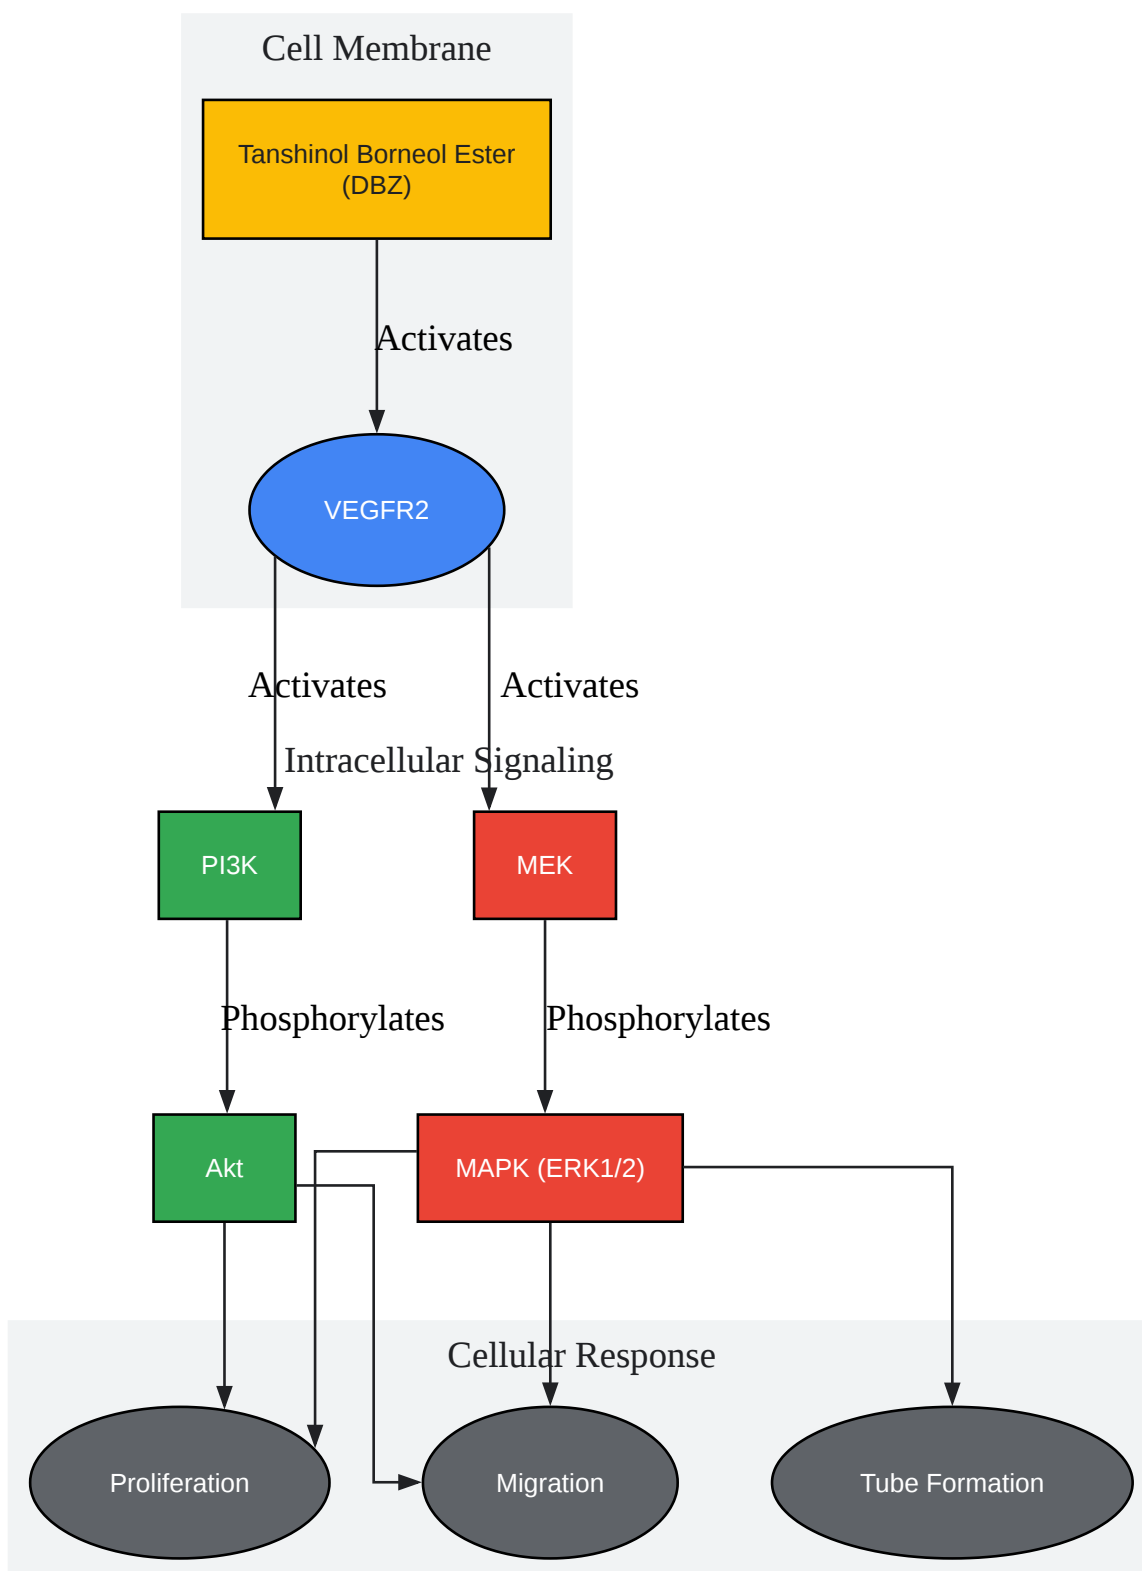 Cell Membrane
Tanshinol Borneol Ester
(DBZ)
Activates
VEGFR2
Activates
Activates
Intracellular Signaling
PI3K
MEK
Phosphorylates
Phosphorylates
Akt
MAPK (ERK1/2)
Cellular Response
Proliferation
Migration
Tube Formation